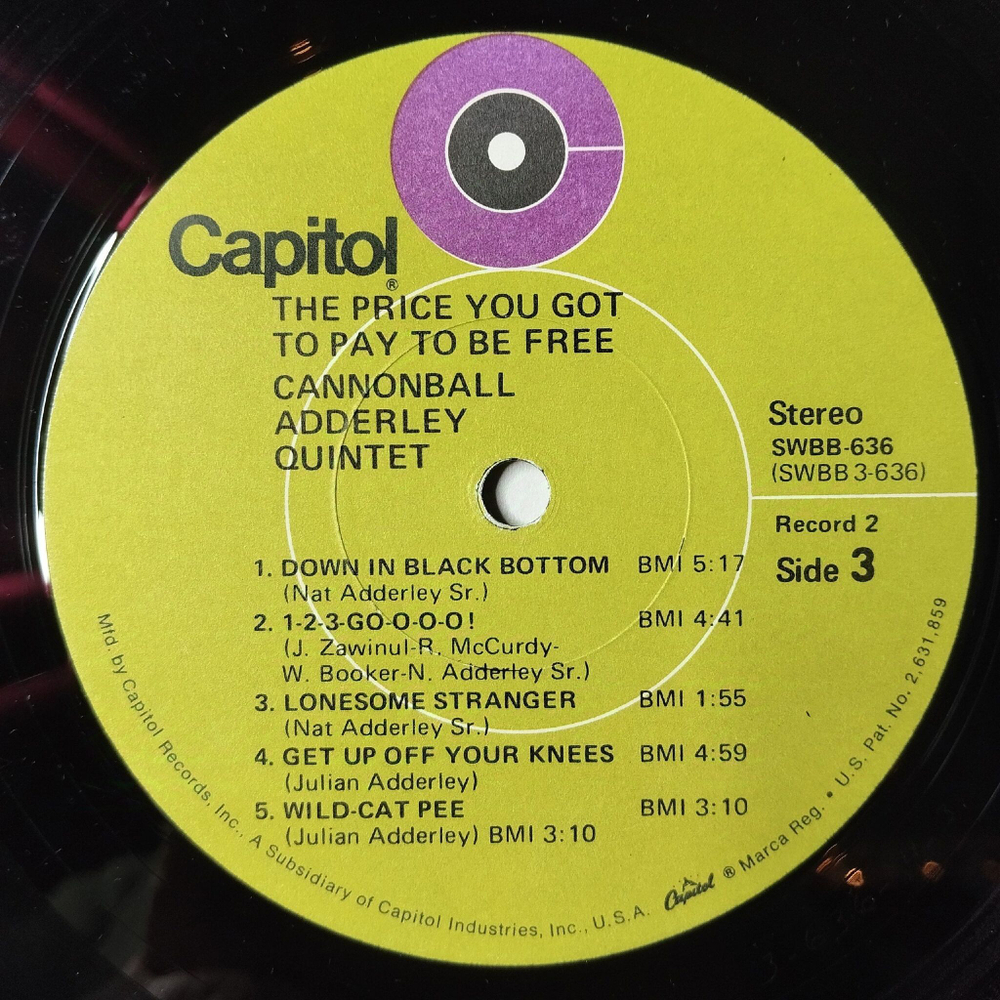 Capitol®
THE PRICE YOU GOT
TO PAY TO BE FREE
CANNONBALL
ADDERLEY
QUINTET
Stereo
SWBB-636
(SWBB 3-636)
Record 2
Side 3
1. DOWN IN BLACK BOTTOM BMI 5:17
(Nat Adderley Sr.)
2. 1-2-3-GO-O-O-O! BMI 4:41
(J. Zawinul-R. McCurdy-
W. Booker-N. Adderley Sr.)
3. LONESOME STRANGER BMI 1:55
(Nat Adderley Sr.)
4. GET UP OFF YOUR KNEES BMI 4:59
(Julian Adderley)
5. WILD-CAT PEE BMI 3:10
(Julian Adderley) BMI 3:10
Mfd. by Capitol Records, Inc., A Subsidiary of Capitol Industries, Inc., U.S.A. Capitol ® Marca Reg. • U.S. Pat. No. 2,631,859